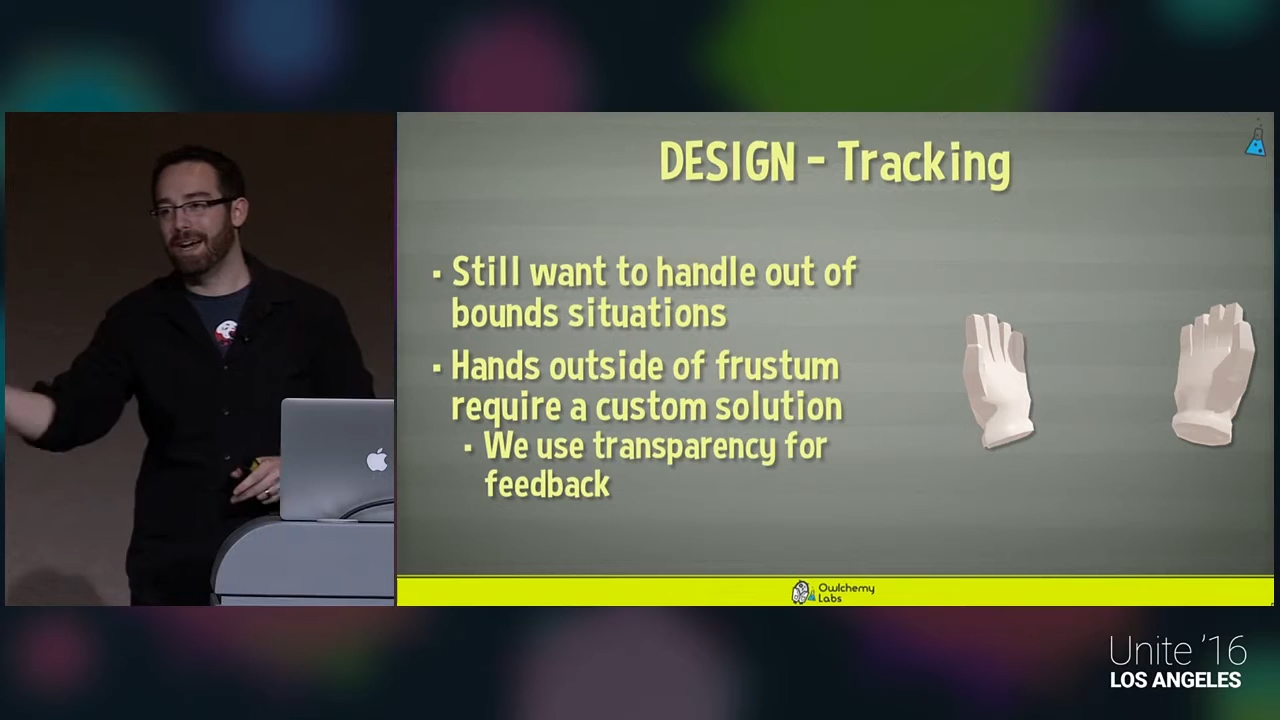 DESIGN - Tracking
· Still want to handle out of
bounds situations
· Hands outside of frustum
require a custom solution
· We use transparency for
feedback
Owlchemy
Labs
Unite '16
LOS ANGELES